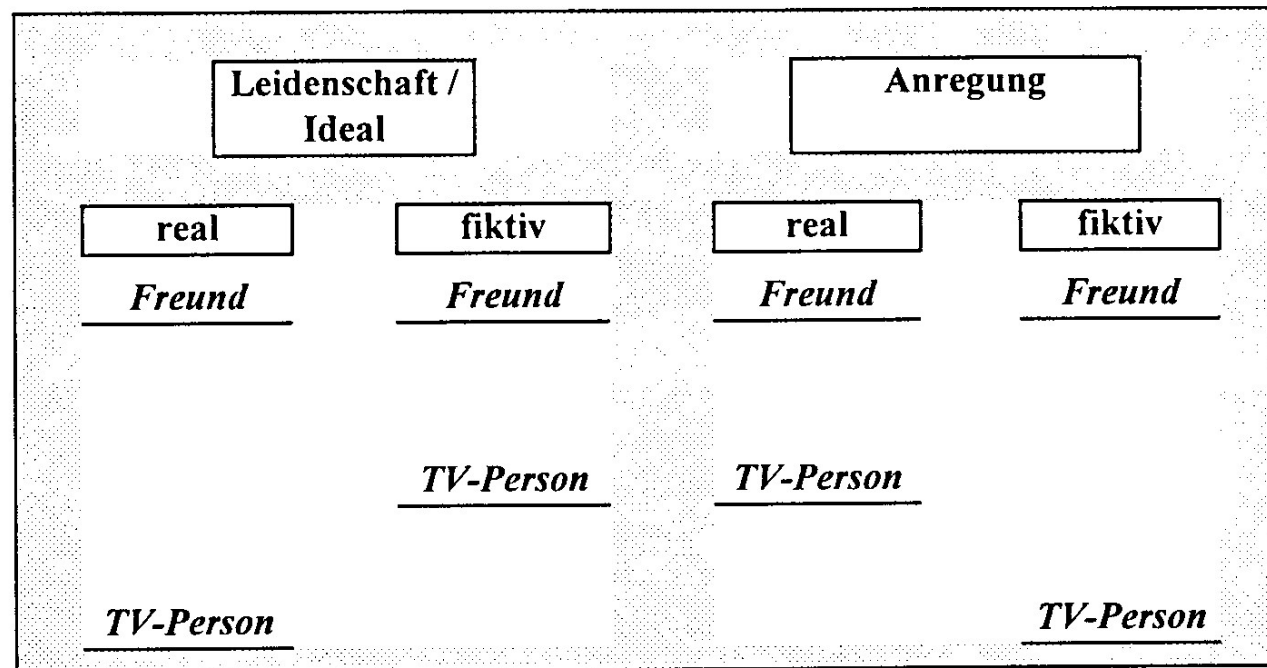 Leidenschaft /
Ideal
Anregung
real
fiktiv
real
fiktiv
Freund
Freund
Freund
Freund
TV-Person
TV-Person
TV-Person
TV-Person